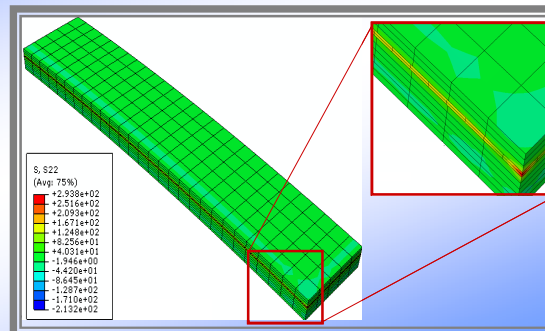 S, S22
(Avg: 75%)
+2.938e+02
+2.516e+02
+2.093e+02
+1.671e+02
+1.248e+02
+8.256e+01
+4.031e+01
-1.946e+00
-4.420e+01
-8.645e+01
-1.287e+02
-1.710e+02
-2.132e+02